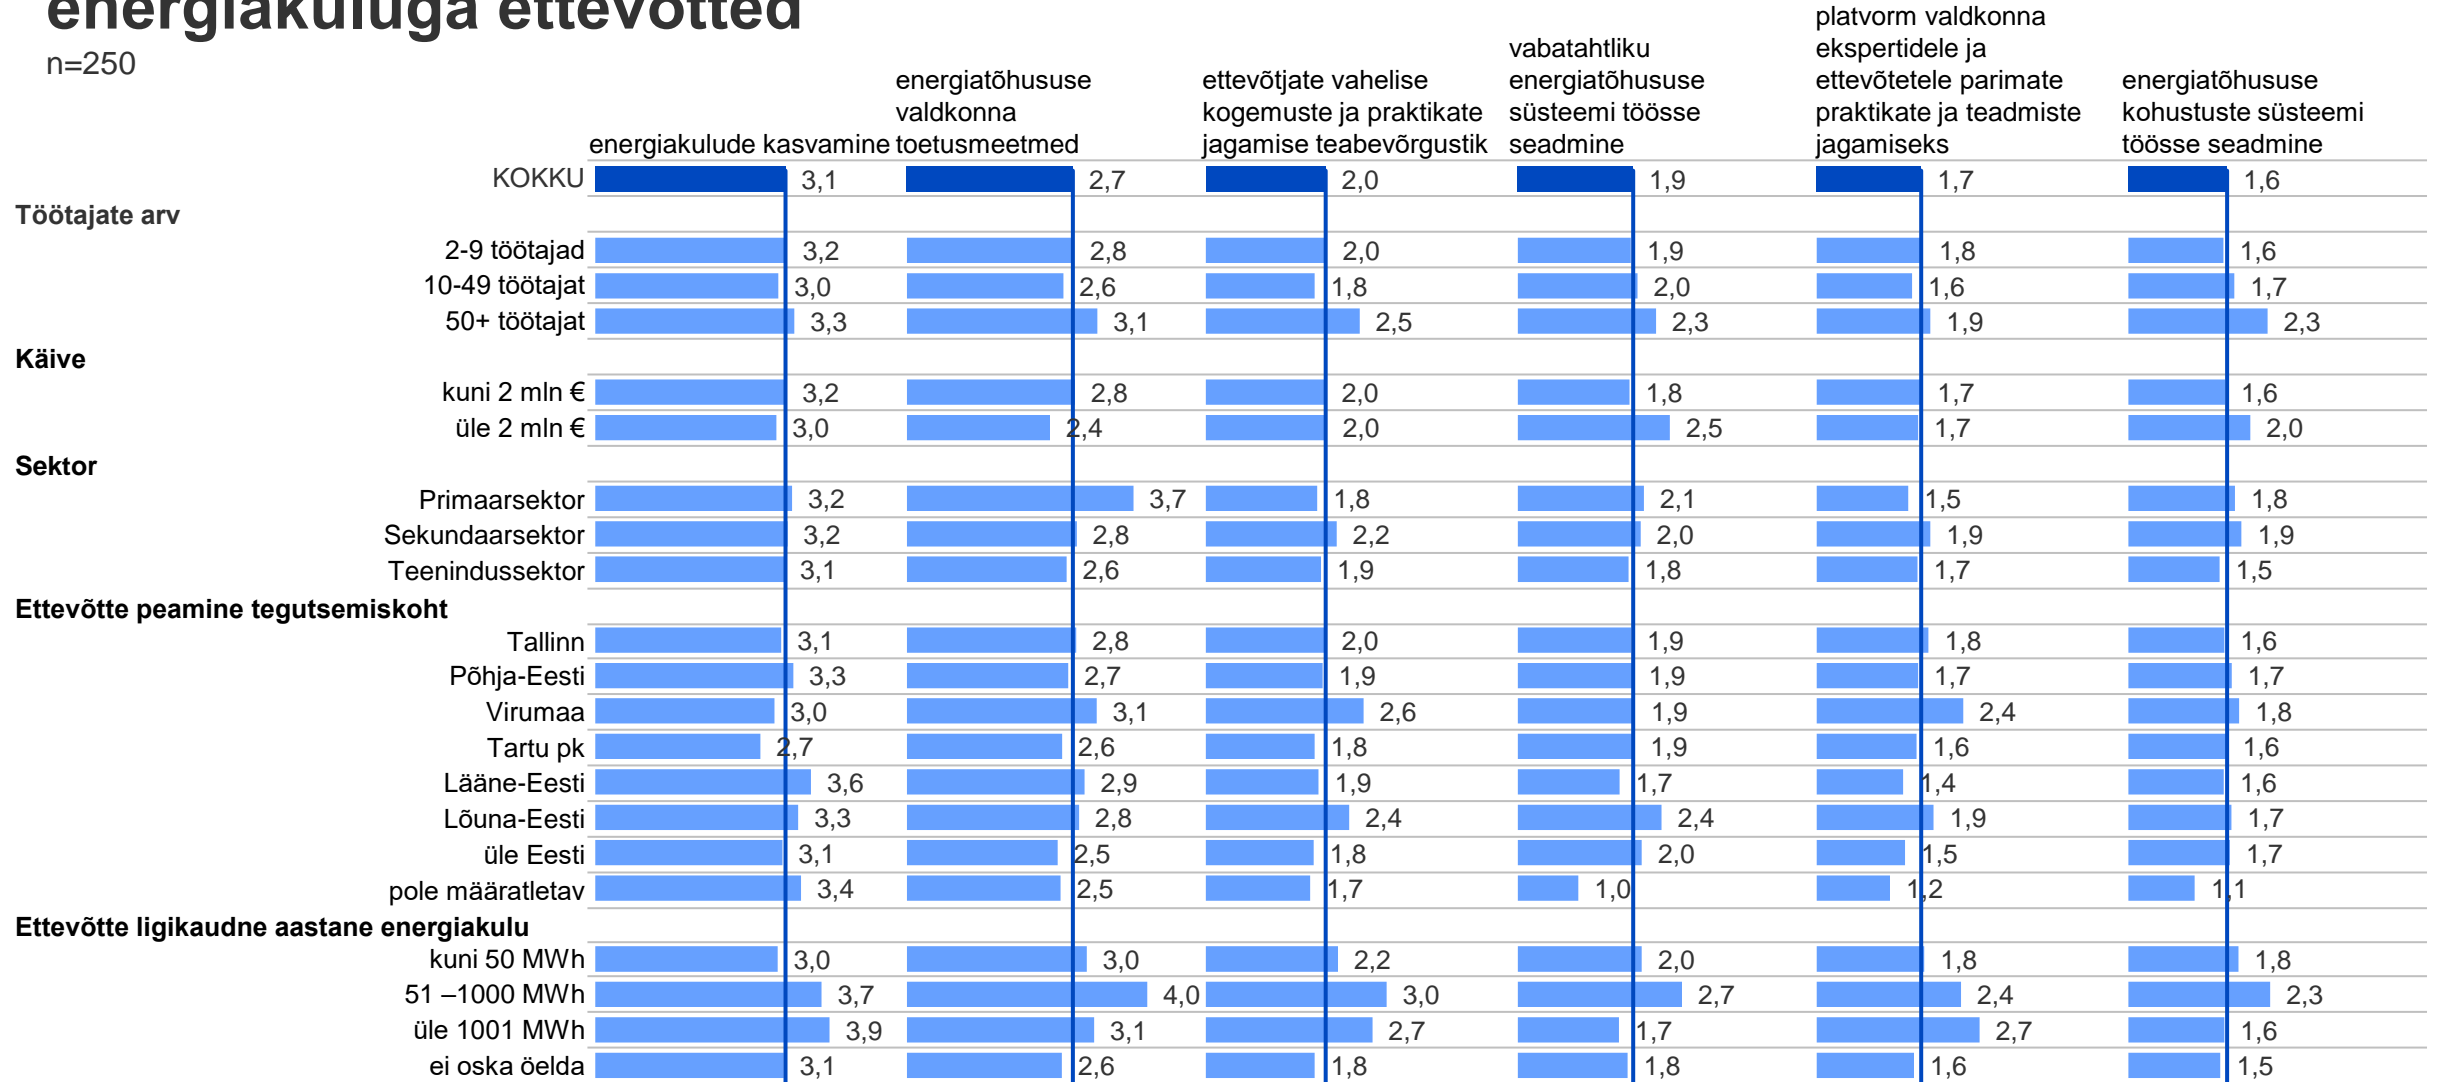 energiakuluga ettevõtted
n=250
energiakulude kasvamine
energiatõhususe
valdkonna
toetusmeetmed
ettevõtjate vahelise
kogemuste ja praktikate
jagamise teabevõrgustik
vabatahtliku
energiatõhususe
süsteemi töösse
seadmine
platvorm valdkonna
ekspertidele ja
ettevõtetele parimate
praktikate ja teadmiste
jagamiseks
energiatõhususe
kohustuste süsteemi
töösse seadmine
KOKKU 3,1 2,7 2,0 1,9 1,7 1,6
Töötajate arv
2-9 töötajad 3,2 2,8 2,0 1,9 1,8 1,6
10-49 töötajat 3,0 2,6 1,8 2,0 1,6 1,7
50+ töötajat 3,3 3,1 2,5 2,3 1,9 2,3
Käive
kuni 2 mln € 3,2 2,8 2,0 1,8 1,7 1,6
üle 2 mln € 3,0 2,4 2,0 2,5 1,7 2,0
Sektor
Primaarsektor 3,2 3,7 1,8 2,1 1,5 1,8
Sekundaarsektor 3,2 2,8 2,2 2,0 1,9 1,9
Teenindussektor 3,1 2,6 1,9 1,8 1,7 1,5
Ettevõtte peamine tegutsemiskoht
Tallinn 3,1 2,8 2,0 1,9 1,8 1,6
Põhja-Eesti 3,3 2,7 1,9 1,9 1,7 1,7
Virumaa 3,0 3,1 2,6 1,9 2,4 1,8
Tartu pk 2,7 2,6 1,8 1,9 1,6 1,6
Lääne-Eesti 3,6 2,9 1,9 1,7 1,4 1,6
Lõuna-Eesti 3,3 2,8 2,4 2,4 1,9 1,7
üle Eesti 3,1 2,5 1,8 2,0 1,5 1,7
pole määratletav 3,4 2,5 1,7 1,0 1,2 1,1
Ettevõtte ligikaudne aastane energiakulu
kuni 50 MWh 3,0 3,0 2,2 2,0 1,8 1,8
51 –1000 MWh 3,7 4,0 3,0 2,7 2,4 2,3
üle 1001 MWh 3,9 3,1 2,7 1,7 2,7 1,6
ei oska öelda 3,1 2,6 1,8 1,8 1,6 1,5